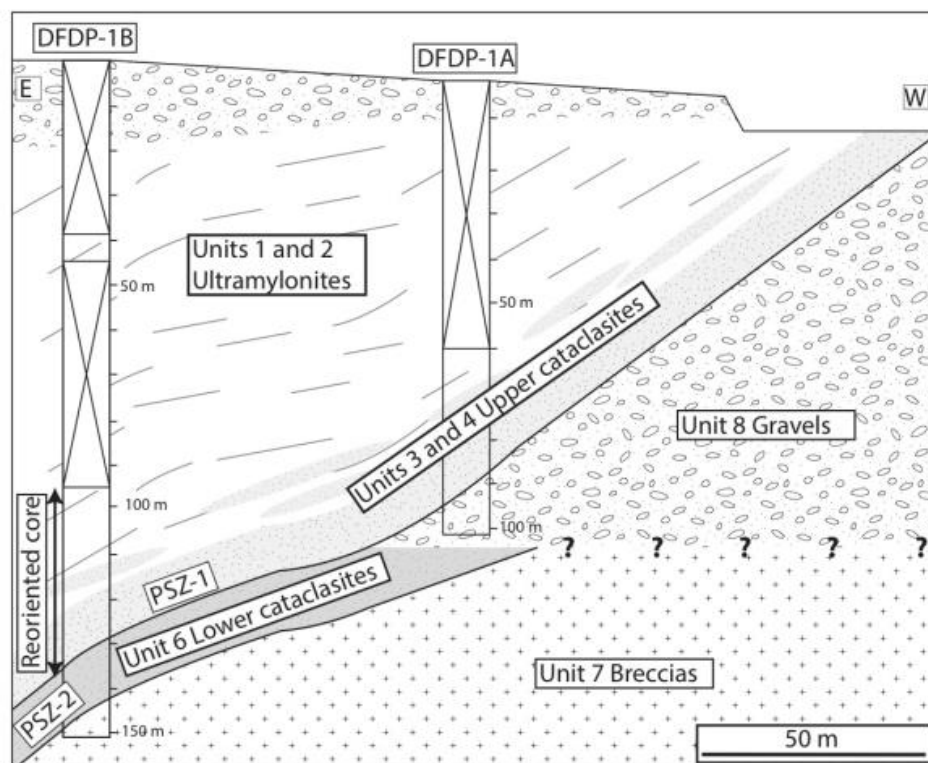 DFDP-1B
DFDP-1A
E
W
Units 1 and 2
Ultramylonites
50 m
50 m
Units 3 and 4 Upper cataclasites
Unit 8 Gravels
Reoriented core
100 m
100 m
? ? ? ? ?
PSZ-1
Unit 6 Lower cataclasites
Unit 7 Breccias
PSZ-2
150 m
50 m